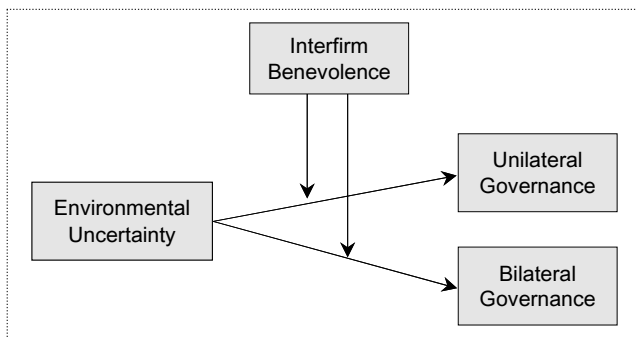 Interfirm
Benevolence
Unilateral
Governance
Environmental
Uncertainty
Bilateral
Governance